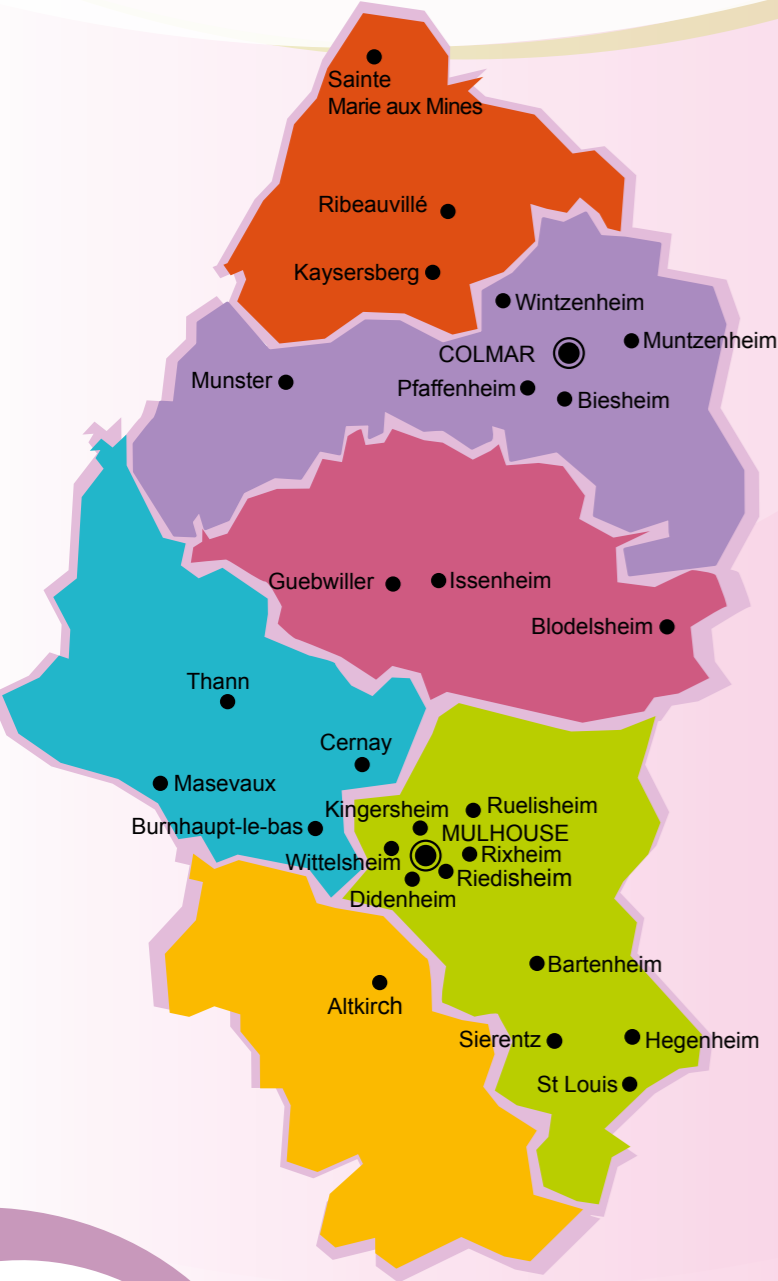 Sainte
Marie aux Mines
Ribeauvillé
Kaysersberg
Wintzenheim
Muntzenheim
COLMAR
Munster
Pfaffenheim
Biesheim
Guebwiller
Issenheim
Blodelsheim
Thann
Cernay
Masevaux
Kingersheim
Ruelisheim
Burnhaupt-le-bas
MULHOUSE
Wittelsheim
Rixheim
Riedisheim
Didenheim
Bartenheim
Altkirch
Sierentz
Hegenheim
St Louis